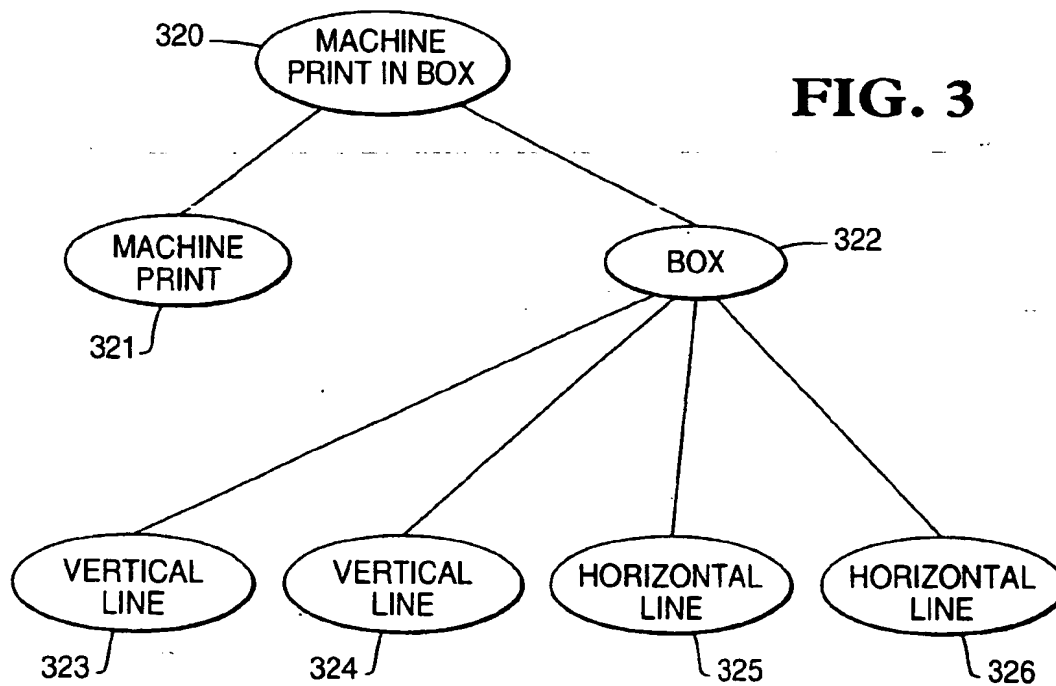 320
MACHINE
PRINT IN BOX
FIG. 3
MACHINE
PRINT
321
BOX
322
VERTICAL
LINE
323
VERTICAL
LINE
324
HORIZONTAL
LINE
325
HORIZONTAL
LINE
326